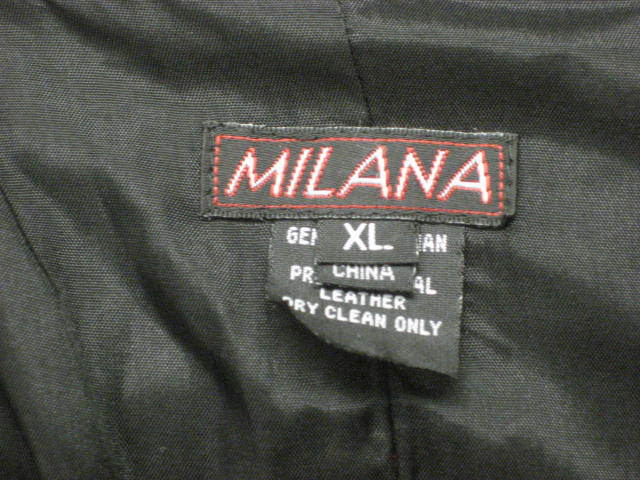 MILANA
XL
CHINA
LEATHER
DRY CLEAN ONLY